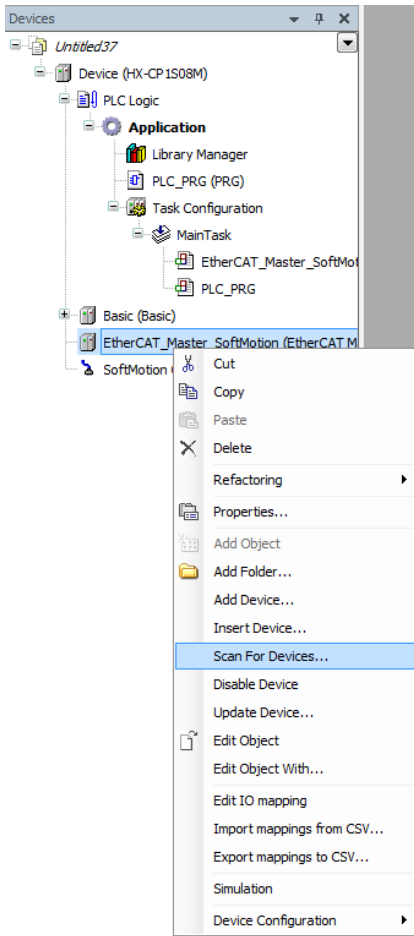 Devices
Untitled37
Device (HX-CP1S08M)
PLC Logic
Application
Library Manager
PLC_PRG (PRG)
Task Configuration
MainTask
EtherCAT_Master_SoftMot
PLC_PRG
Basic (Basic)
EtherCAT_Master_SoftMotion (EtherCAT M
SoftMotion
Cut
Copy
Paste
Delete
Refactoring
Properties...
Add Object
Add Folder...
Add Device...
Insert Device...
Scan For Devices...
Disable Device
Update Device...
Edit Object
Edit Object With...
Edit IO mapping
Import mappings from CSV...
Export mappings to CSV...
Simulation
Device Configuration